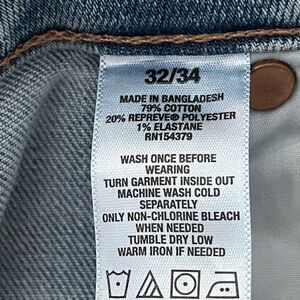 32/34
MADE IN BANGLADESH
79% COTTON
20% REPREVE® POLYESTER
1% ELASTANE
RN154379
WASH ONCE BEFORE
WEARING
TURN GARMENT INSIDE OUT
MACHINE WASH COLD
SEPARATELY
ONLY NON-CHLORINE BLEACH
WHEN NEEDED
TUMBLE DRY LOW
WARM IRON IF NEEDED